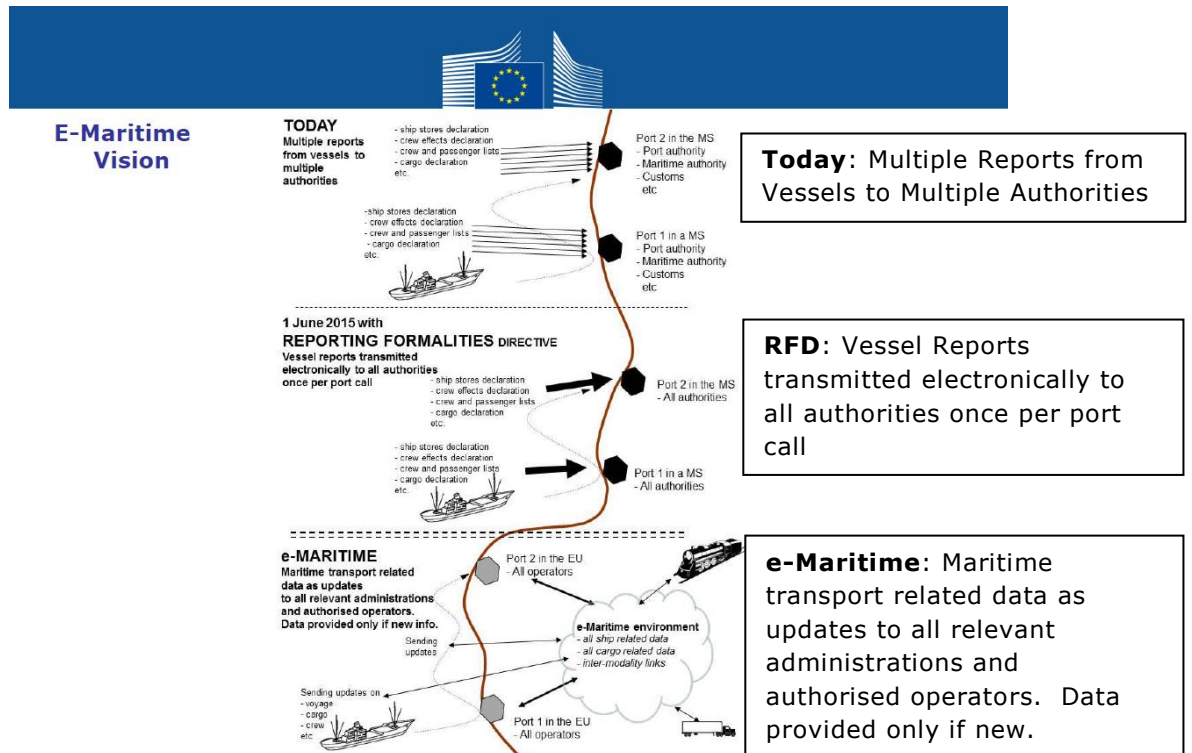 E-Maritime
Vision
TODAY
Multiple reports
from vessels to
multiple
authorities
- ship stores declaration
- crew effects declaration
- crew and passenger lists
- cargo declaration
etc.
Port 2 in the MS
- Port authority
- Maritime authority
- Customs
etc
-ship stores declaration
- crew effects declaration
- crew and passenger lists
- cargo declaration
etc.
Port 1 in a MS
- Port authority
- Maritime authority
- Customs
etc
Today: Multiple Reports from
Vessels to Multiple Authorities
1 June 2015 with
REPORTING FORMALITIES DIRECTIVE
Vessel reports transmitted
electronically to all authorities
once per port call
- ship stores declaration
- crew effects declaration
- crew and passenger lists
- cargo declaration
etc.
Port 2 in the MS
- All authorities
- ship stores declaration
- crew effects declaration
- crew and passenger lists
- cargo declaration
etc.
Port 1 in a MS
- All authorities
RFD: Vessel Reports
transmitted electronically to
all authorities once per port
call
e-MARITIME
Maritime transport related
data as updates
to all relevant administrations
and authorised operators.
Data provided only if new info.
Port 2 in the EU
- All operators
e-Maritime environment
- all ship related data
- all cargo related data
- inter-modality links
Sending
updates
Sending updates on
- voyage
- cargo
- crew
etc
Port 1 in the EU
- All operators
e-Maritime: Maritime
transport related data as
updates to all relevant
administrations and
authorised operators. Data
provided only if new.